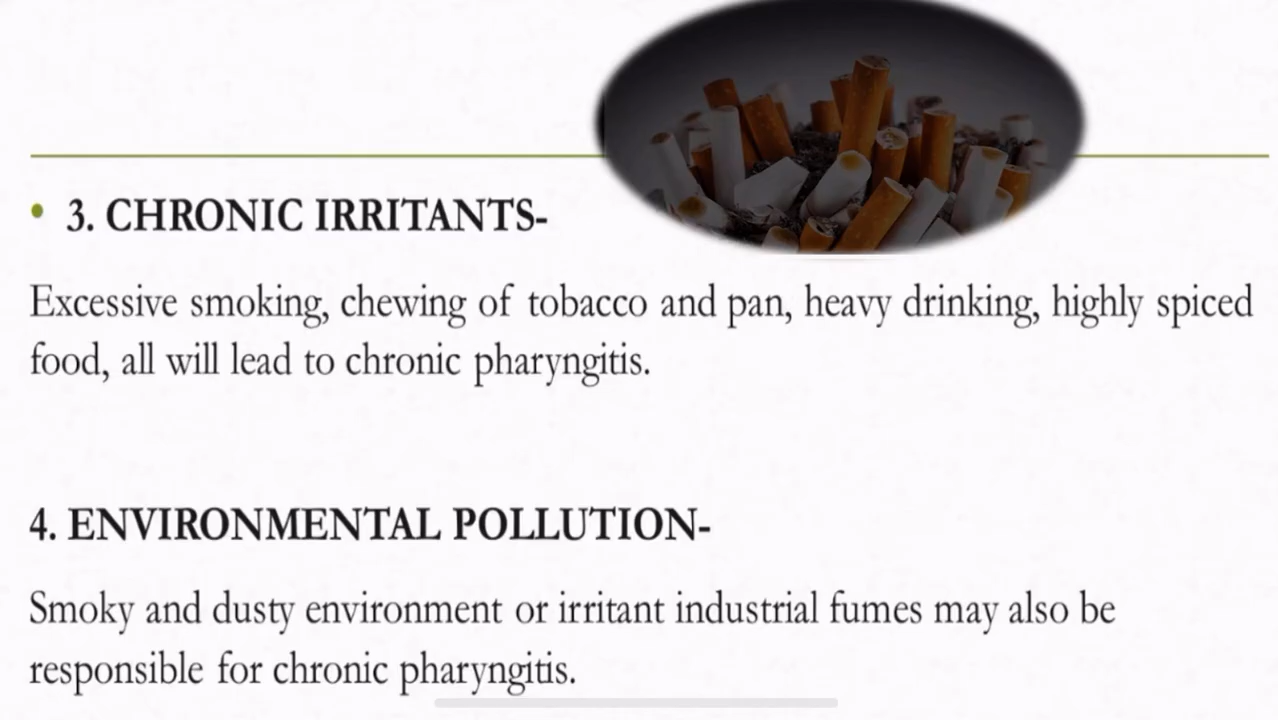 • 3. CHRONIC IRRITANTS-
Excessive smoking, chewing of tobacco and pan, heavy drinking, highly spiced
food, all will lead to chronic pharyngitis.
4. ENVIRONMENTAL POLLUTION-
Smoky and dusty environment or irritant industrial fumes may also be
responsible for chronic pharyngitis.